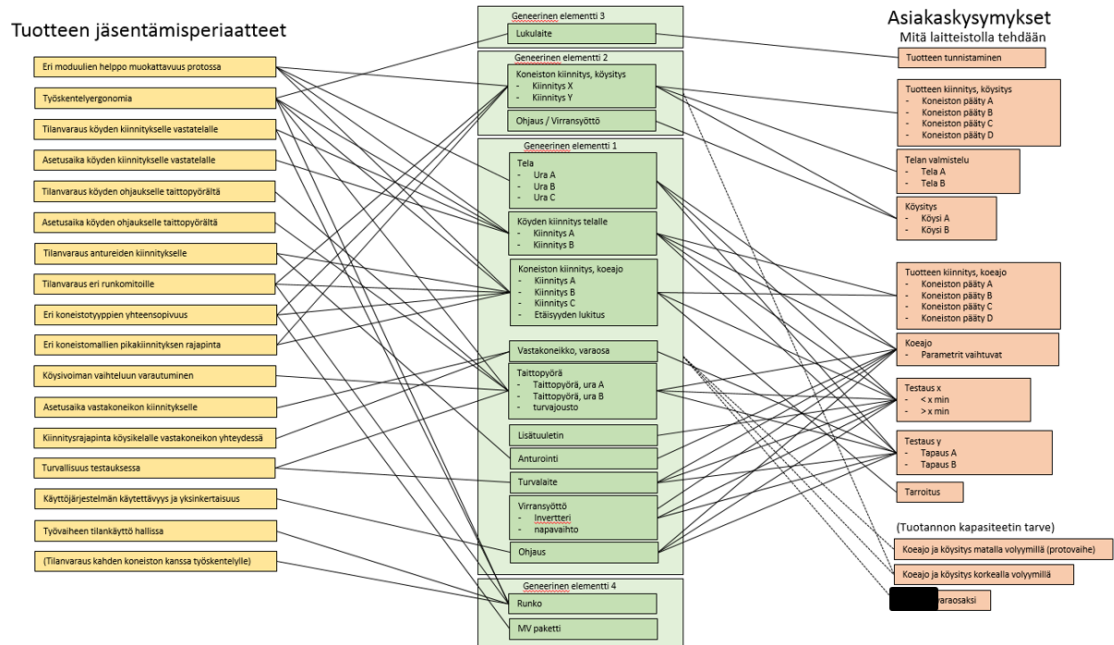 Tuotteen jäsentämisperiaatteet
Eri moduulien helppo muokattavuus protossa
Työskentelyergonomia
Tilanvaraus köyden kiinnitykselle vastatelalle
Asetusaika köyden kiinnitykselle vastatelalle
Tilanvaraus köyden ohjaukselle taittopyörältä
Asetusaika köyden ohjaukselle taittopyörältä
Tilanvaraus antureiden kiinnitykselle
Tilanvaraus eri runkomitoille
Eri koneistotyyppien yhteensopivuus
Eri koneistomallien pikakiinnityksen rajapinta
Köysivoiman vaihteluun varautuminen
Asetusaika vastakoneikon kiinnitykselle
Kiinnitysrajapinta köysikelalle vastakoneikon yhteydessä
Turvallisuus testauksessa
Käyttöjärjestelmän käytettävyys ja yksinkertaisuus
Työvaiheen tilankäyttö hallissa
(Tilanvaraus kahden koneiston kanssa työskentelylle)
Geneerinen elementti 3
Lukulaite
Geneerinen elementti 2
Koneiston kiinnitys, köysitys
- Kiinnitys X
- Kiinnitys Y
Ohjaus / Virransyöttö
Geneerinen elementti 1
Tela
- Ura A
- Ura B
- Ura C
Köyden kiinnitys telalle
- Kiinnitys A
- Kiinnitys B
Koneiston kiinnitys, koeajo
- Kiinnitys A
- Kiinnitys B
- Kiinnitys C
- Etäisyyden lukitus
Vastakoneikko, varaosa
Taittopyörä
- Taittopyörä, ura A
- Taittopyörä, ura B
- turvajousto
Lisätuuletin
Anturointi
Turvalaite
Virransyöttö
- Invertteri
- napavaihto
Ohjaus
Geneerinen elementti 4
Runko
MV paketti
Asiakaskysymykset
Mitä laitteistolla tehdään
Tuotteen tunnistaminen
Tuotteen kiinnitys, köysitys
- Koneiston pääty A
- Koneiston pääty B
- Koneiston pääty C
- Koneiston pääty D
Telan valmistelu
- Tela A
- Tela B
Köysitys
- Köysi A
- Köysi B
Tuotteen kiinnitys, koeajo
- Koneiston pääty A
- Koneiston pääty B
- Koneiston pääty C
- Koneiston pääty D
Koeajo
- Parametrit vaihtuvat
Testaus x
- < x min
- > x min
Testaus y
- Tapaus A
- Tapaus B
Tarroitus
(Tuotannon kapasiteetin tarve)
Koeajo ja köysitys matalla volyymillä (protovaihe)
Koeajo ja köysitys korkealla volyymillä
varaosaksi